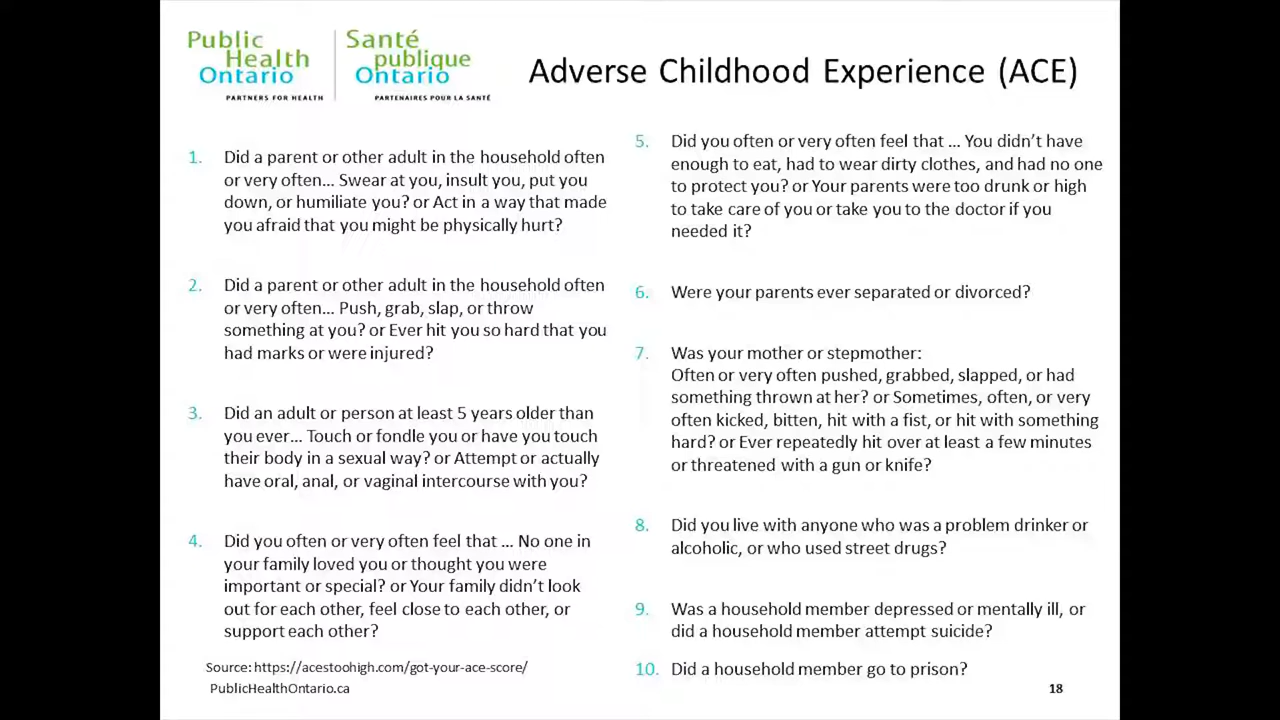 Public
Health
Ontario
PARTNERS FOR HEALTH
Santé
publique
Ontario
PARTENAIRES POUR LA SANTÉ
Adverse Childhood Experience (ACE)
1. Did a parent or other adult in the household often
or very often... Swear at you, insult you, put you
down, or humiliate you? or Act in a way that made
you afraid that you might be physically hurt?
2. Did a parent or other adult in the household often
or very often... Push, grab, slap, or throw
something at you? or Ever hit you so hard that you
had marks or were injured?
3. Did an adult or person at least 5 years older than
you ever... Touch or fondle you or have you touch
their body in a sexual way? or Attempt or actually
have oral, anal, or vaginal intercourse with you?
4. Did you often or very often feel that ... No one in
your family loved you or thought you were
important or special? or Your family didn't look
out for each other, feel close to each other, or
support each other?
5. Did you often or very often feel that ... You didn't have
enough to eat, had to wear dirty clothes, and had no one
to protect you? or Your parents were too drunk or high
to take care of you or take you to the doctor if you
needed it?
6. Were your parents ever separated or divorced?
7. Was your mother or stepmother:
Often or very often pushed, grabbed, slapped, or had
something thrown at her? or Sometimes, often, or very
often kicked, bitten, hit with a fist, or hit with something
hard? or Ever repeatedly hit over at least a few minutes
or threatened with a gun or knife?
8. Did you live with anyone who was a problem drinker or
alcoholic, or who used street drugs?
9. Was a household member depressed or mentally ill, or
did a household member attempt suicide?
10. Did a household member go to prison?
Source: https://acestoohigh.com/got-your-ace-score/
PublicHealthOntario.ca
18